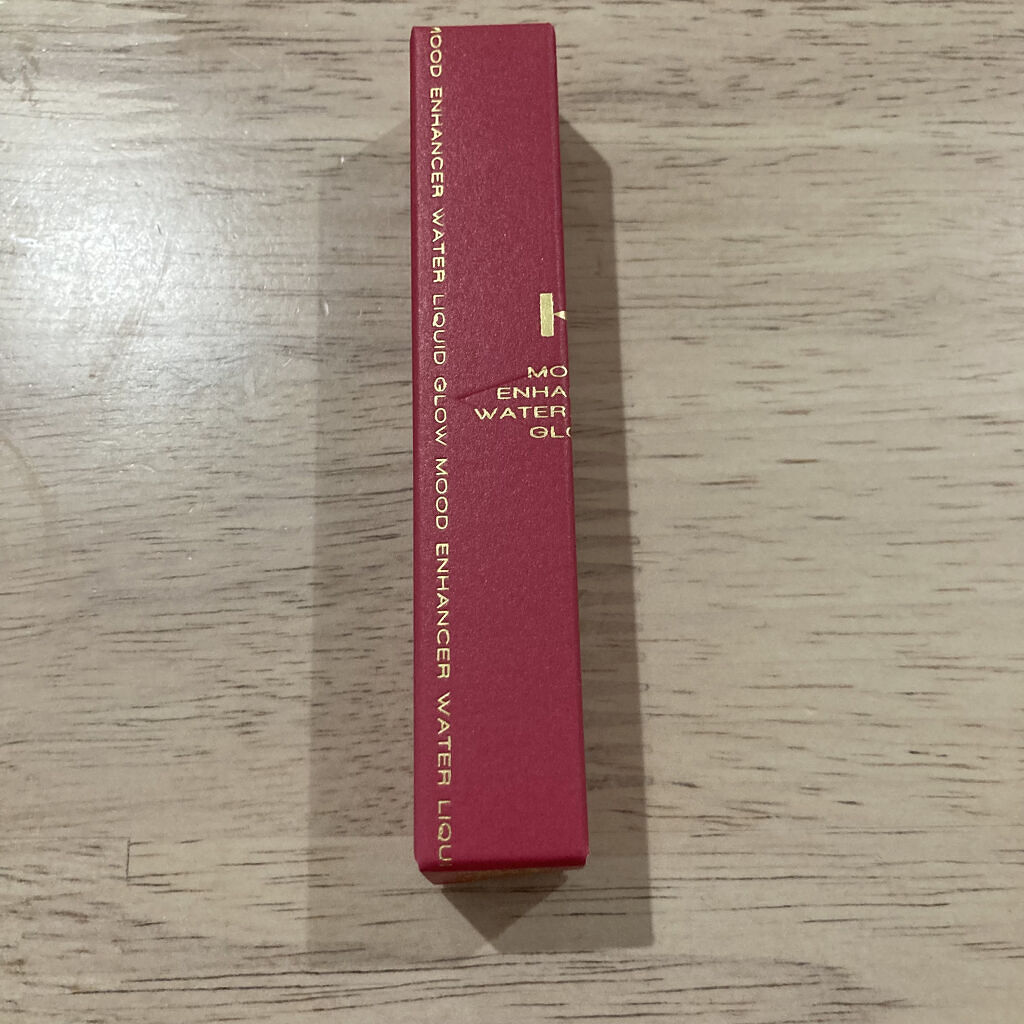 MOOD ENHANCER WATER LIQUID GLOW MOOD ENHANCER WATER LIQU
K
MO
ENHA
WATER
GLO